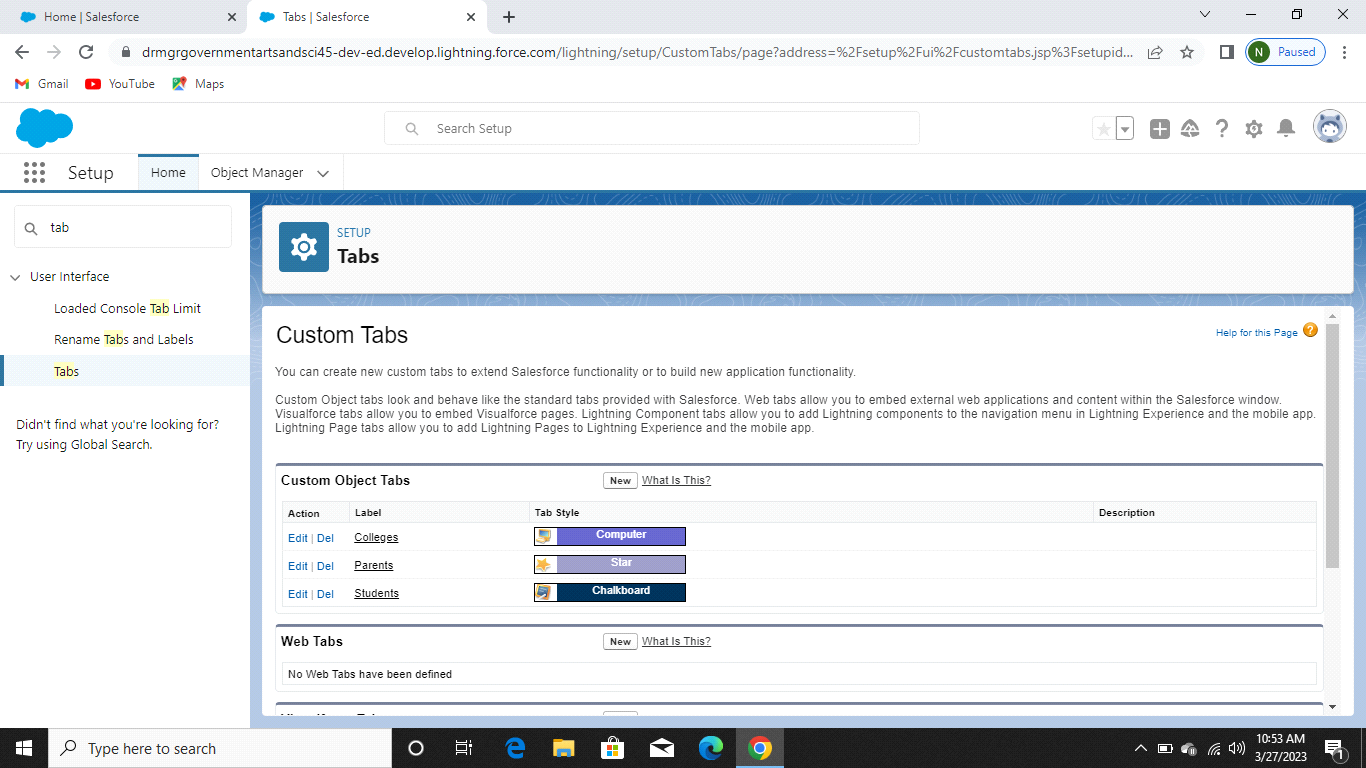 Home | Salesforce
Tabs | Salesforce
drmgrgovernmentartsandsci45-dev-ed.develop.lightning.force.com/lightning/setup/CustomTabs/page?address=%2Fsetup%2Fui%2Fcustomtabs.jsp%3Fsetupid...
N Paused
Gmail YouTube Maps
Search Setup
Setup Home Object Manager
tab
User Interface
Loaded Console Tab Limit
Rename Tabs and Labels
Tabs
Didn't find what you're looking for?
Try using Global Search.
SETUP
Tabs
Custom Tabs
Help for this Page
You can create new custom tabs to extend Salesforce functionality or to build new application functionality.
Custom Object tabs look and behave like the standard tabs provided with Salesforce. Web tabs allow you to embed external web applications and content within the Salesforce window.
Visualforce tabs allow you to embed Visualforce pages. Lightning Component tabs allow you to add Lightning components to the navigation menu in Lightning Experience and the mobile app.
Lightning Page tabs allow you to add Lightning Pages to Lightning Experience and the mobile app.
Custom Object Tabs New What Is This?
Action Label Tab Style Description
Edit | Del Colleges Computer
Edit | Del Parents Star
Edit | Del Students Chalkboard
Web Tabs New What Is This?
No Web Tabs have been defined
Type here to search
10:53 AM
3/27/2023
1